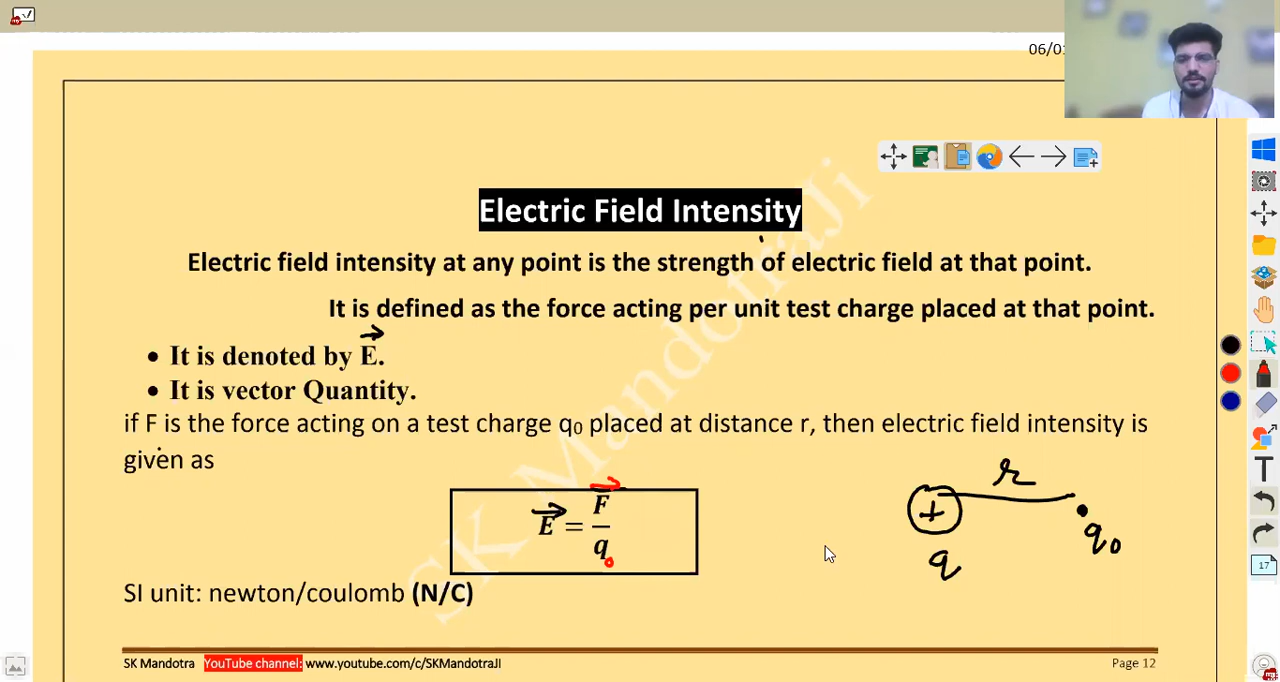 06/0
Electric Field Intensity
Electric field intensity at any point is the strength of electric field at that point.
It is defined as the force acting per unit test charge placed at that point.
• It is denoted by E⃗.
• It is vector Quantity.
if F is the force acting on a test charge q₀ placed at distance r, then electric field intensity is
given as
E⃗ = F⃗ / q₀
r
+
q₀
q
SI unit: newton/coulomb (N/C)
SK MandotraJi
SK Mandotra YouTube channel: www.youtube.com/c/SKMandotraJI Page 12
T
17